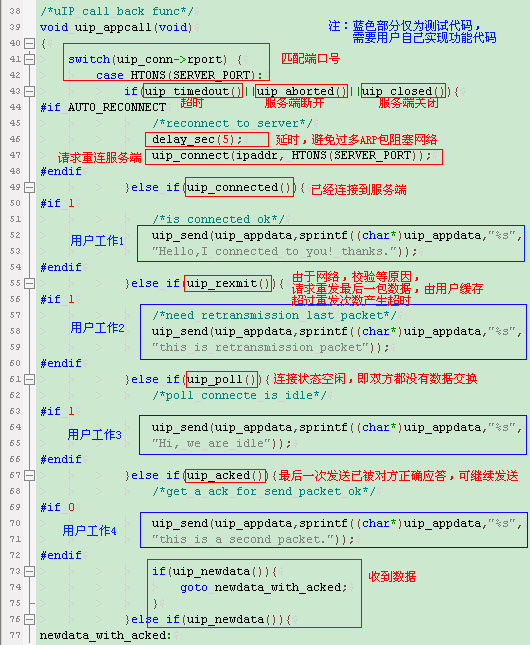 38 /*uIP call back func*/
39 void uip_appcall(void) 注：蓝色部分仅为测试代码，
40 { 需要用户自己实现功能代码
41 switch(uip_conn->rport) { 匹配端口号
42 case HTONS(SERVER_PORT):
43 if(uip_timedout()||uip_aborted()||uip_closed()){
44 #if AUTO_RECONNECT 超时 服务端断开 服务端关闭
45 /*reconnect to server*/
46 delay_sec(5); 延时，避免过多ARP包阻塞网络
47 请求重连服务端 uip_connect(ipaddr, HTONS(SERVER_PORT));
48 #endif
49 }else if(uip_connected()){ 已经连接到服务端
50 #if 1
51 /*is connected ok*/
52 用户工作1 uip_send(uip_appdata,sprintf((char*)uip_appdata,"%s",
53 "Hello,I connected to you! thanks."));
54 #endif 由于网络，校验等原因，
55 }else if(uip_rexmit()){ 请求重发最后一包数据，由用户缓存
56 #if 1 超过重发次数产生超时
57 /*need retransmission last packet*/
58 用户工作2 uip_send(uip_appdata,sprintf((char*)uip_appdata,"%s",
59 "this is retransmission packet"));
60 #endif
61 }else if(uip_poll()){ 连接状态空闲，即双方都没有数据交换
62 /*poll connecte is idle*/
63 #if 1
64 用户工作3 uip_send(uip_appdata,sprintf((char*)uip_appdata,"%s",
65 "Hi, we are idle"));
66 #endif
67 }else if(uip_acked()){ 最后一次发送已被对方正确应答，可继续发送
68 /*get a ack for send packet ok*/
69 #if 0
70 用户工作4 uip_send(uip_appdata,sprintf((char*)uip_appdata,"%s",
71 "this is a second packet."));
72 #endif
73 if(uip_newdata()){ 收到数据
74 goto newdata_with_acked;
75 }
76 }else if(uip_newdata()){
77 newdata_with_acked: